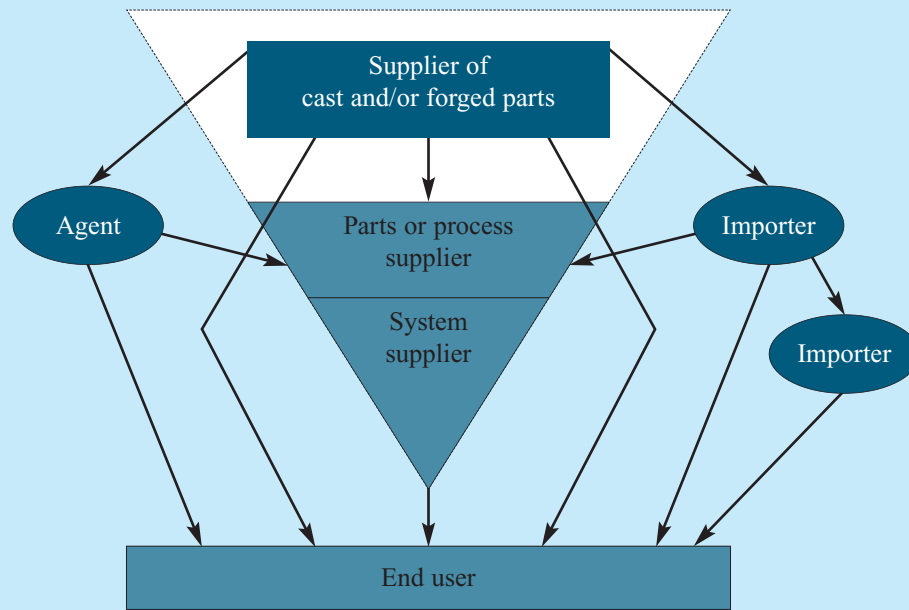 Supplier of
cast and/or forged parts
Agent
Parts or process
supplier
Importer
System
supplier
Importer
End user